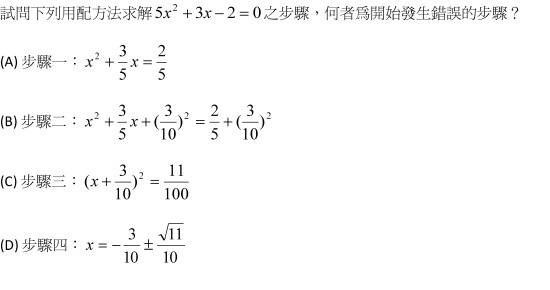 試問下列用配方法求解 5x² + 3x − 2 = 0 之步驟，何者為開始發生錯誤的步驟？
(A) 步驟一： x² + 3/5 x = 2/5
(B) 步驟二： x² + 3/5 x + (3/10)² = 2/5 + (3/10)²
(C) 步驟三： (x + 3/10)² = 11/100
(D) 步驟四： x = − 3/10 ± √11/10